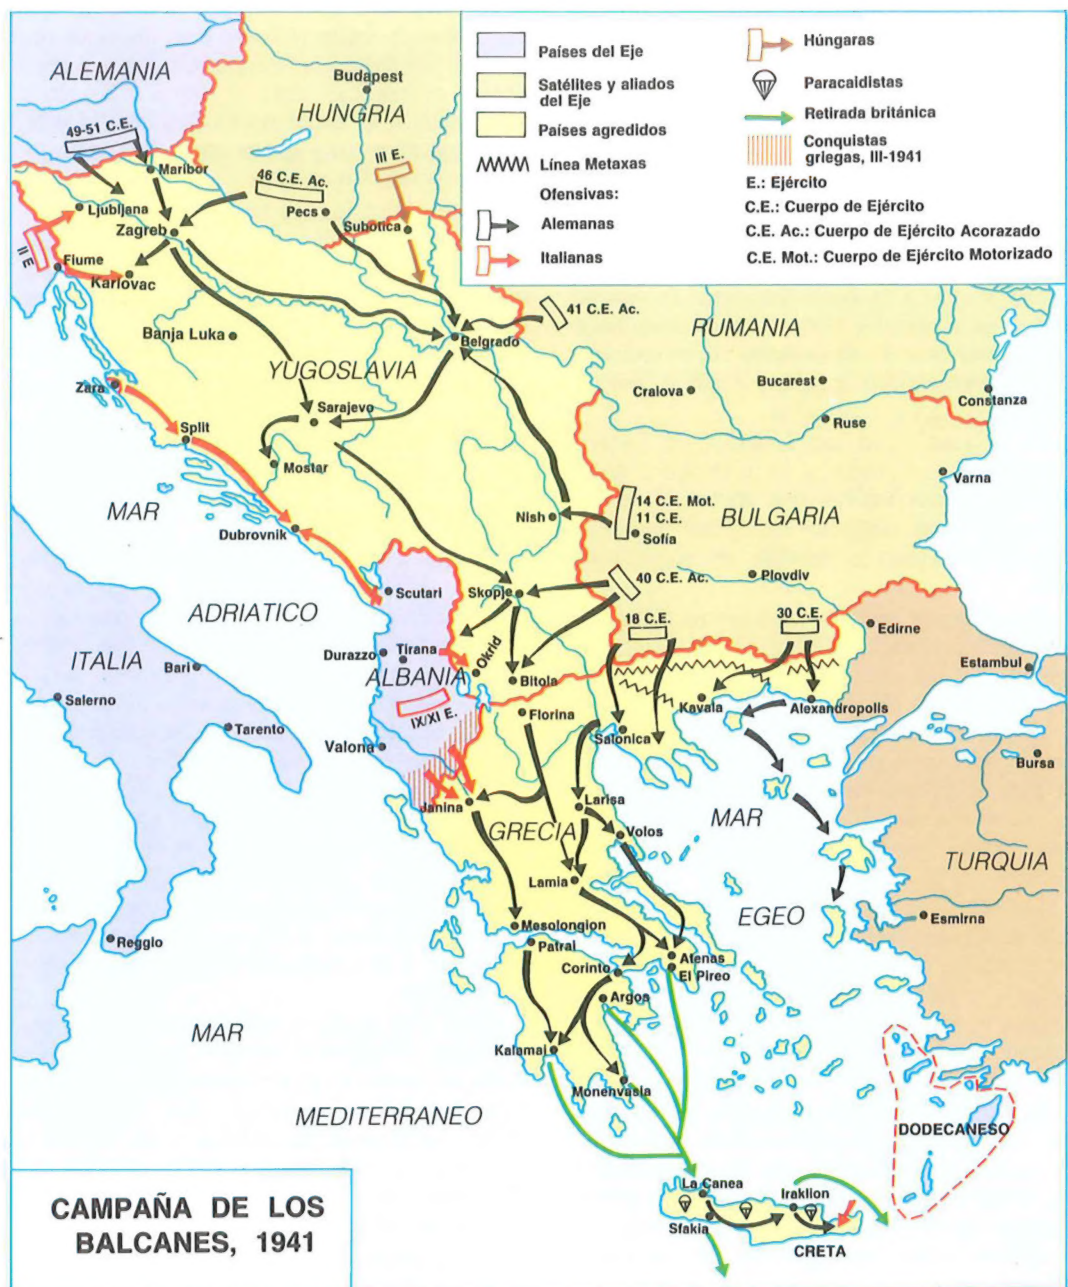 Países del Eje
Satélites y aliados
del Eje
Países agredidos
Línea Metaxas
Ofensivas:
Alemanas
Italianas
Húngaras
Paracaidistas
Retirada británica
Conquistas
griegas, III-1941
E.: Ejército
C.E.: Cuerpo de Ejército
C.E. Ac.: Cuerpo de Ejército Acorazado
C.E. Mot.: Cuerpo de Ejército Motorizado
ALEMANIA
Budapest
HUNGRIA
49-51 C.E.
Maribor
46 C.E. Ac.
III E.
Pecs
Ljubljana
Zagreb
Subotica
II E
Fiume
Karlovac
41 C.E. Ac.
RUMANIA
Banja Luka
Belgrado
YUGOSLAVIA
Zara
Cralova
Bucarest
Constanza
Sarajevo
Ruse
Split
Mostar
Varna
MAR
14 C.E. Mot.
11 C.E.
Sofía
BULGARIA
Nish
Dubrovnik
40 C.E. Ac.
Plovdiv
Scutari
Skopje
ADRIATICO
18 C.E.
30 C.E.
Edirne
ITALIA
Bari
Durazzo
Tirana
ALBANIA
Okrid
Bitola
Estambul
Salerno
IX/XI E.
Florina
Kavala
Alexandropolis
Tarento
Valona
Salonica
Bursa
Janina
Larisa
GRECIA
Volos
MAR
TURQUIA
Lamia
EGEO
Esmirna
Reggio
Mesolongion
Patrai
Atenas
El Pireo
Corinto
Argos
MAR
Kalamai
Monenvasia
MEDITERRANEO
DODECANESO
La Canea
Iraklion
Sfakia
CRETA
CAMPAÑA DE LOS
BALCANES, 1941